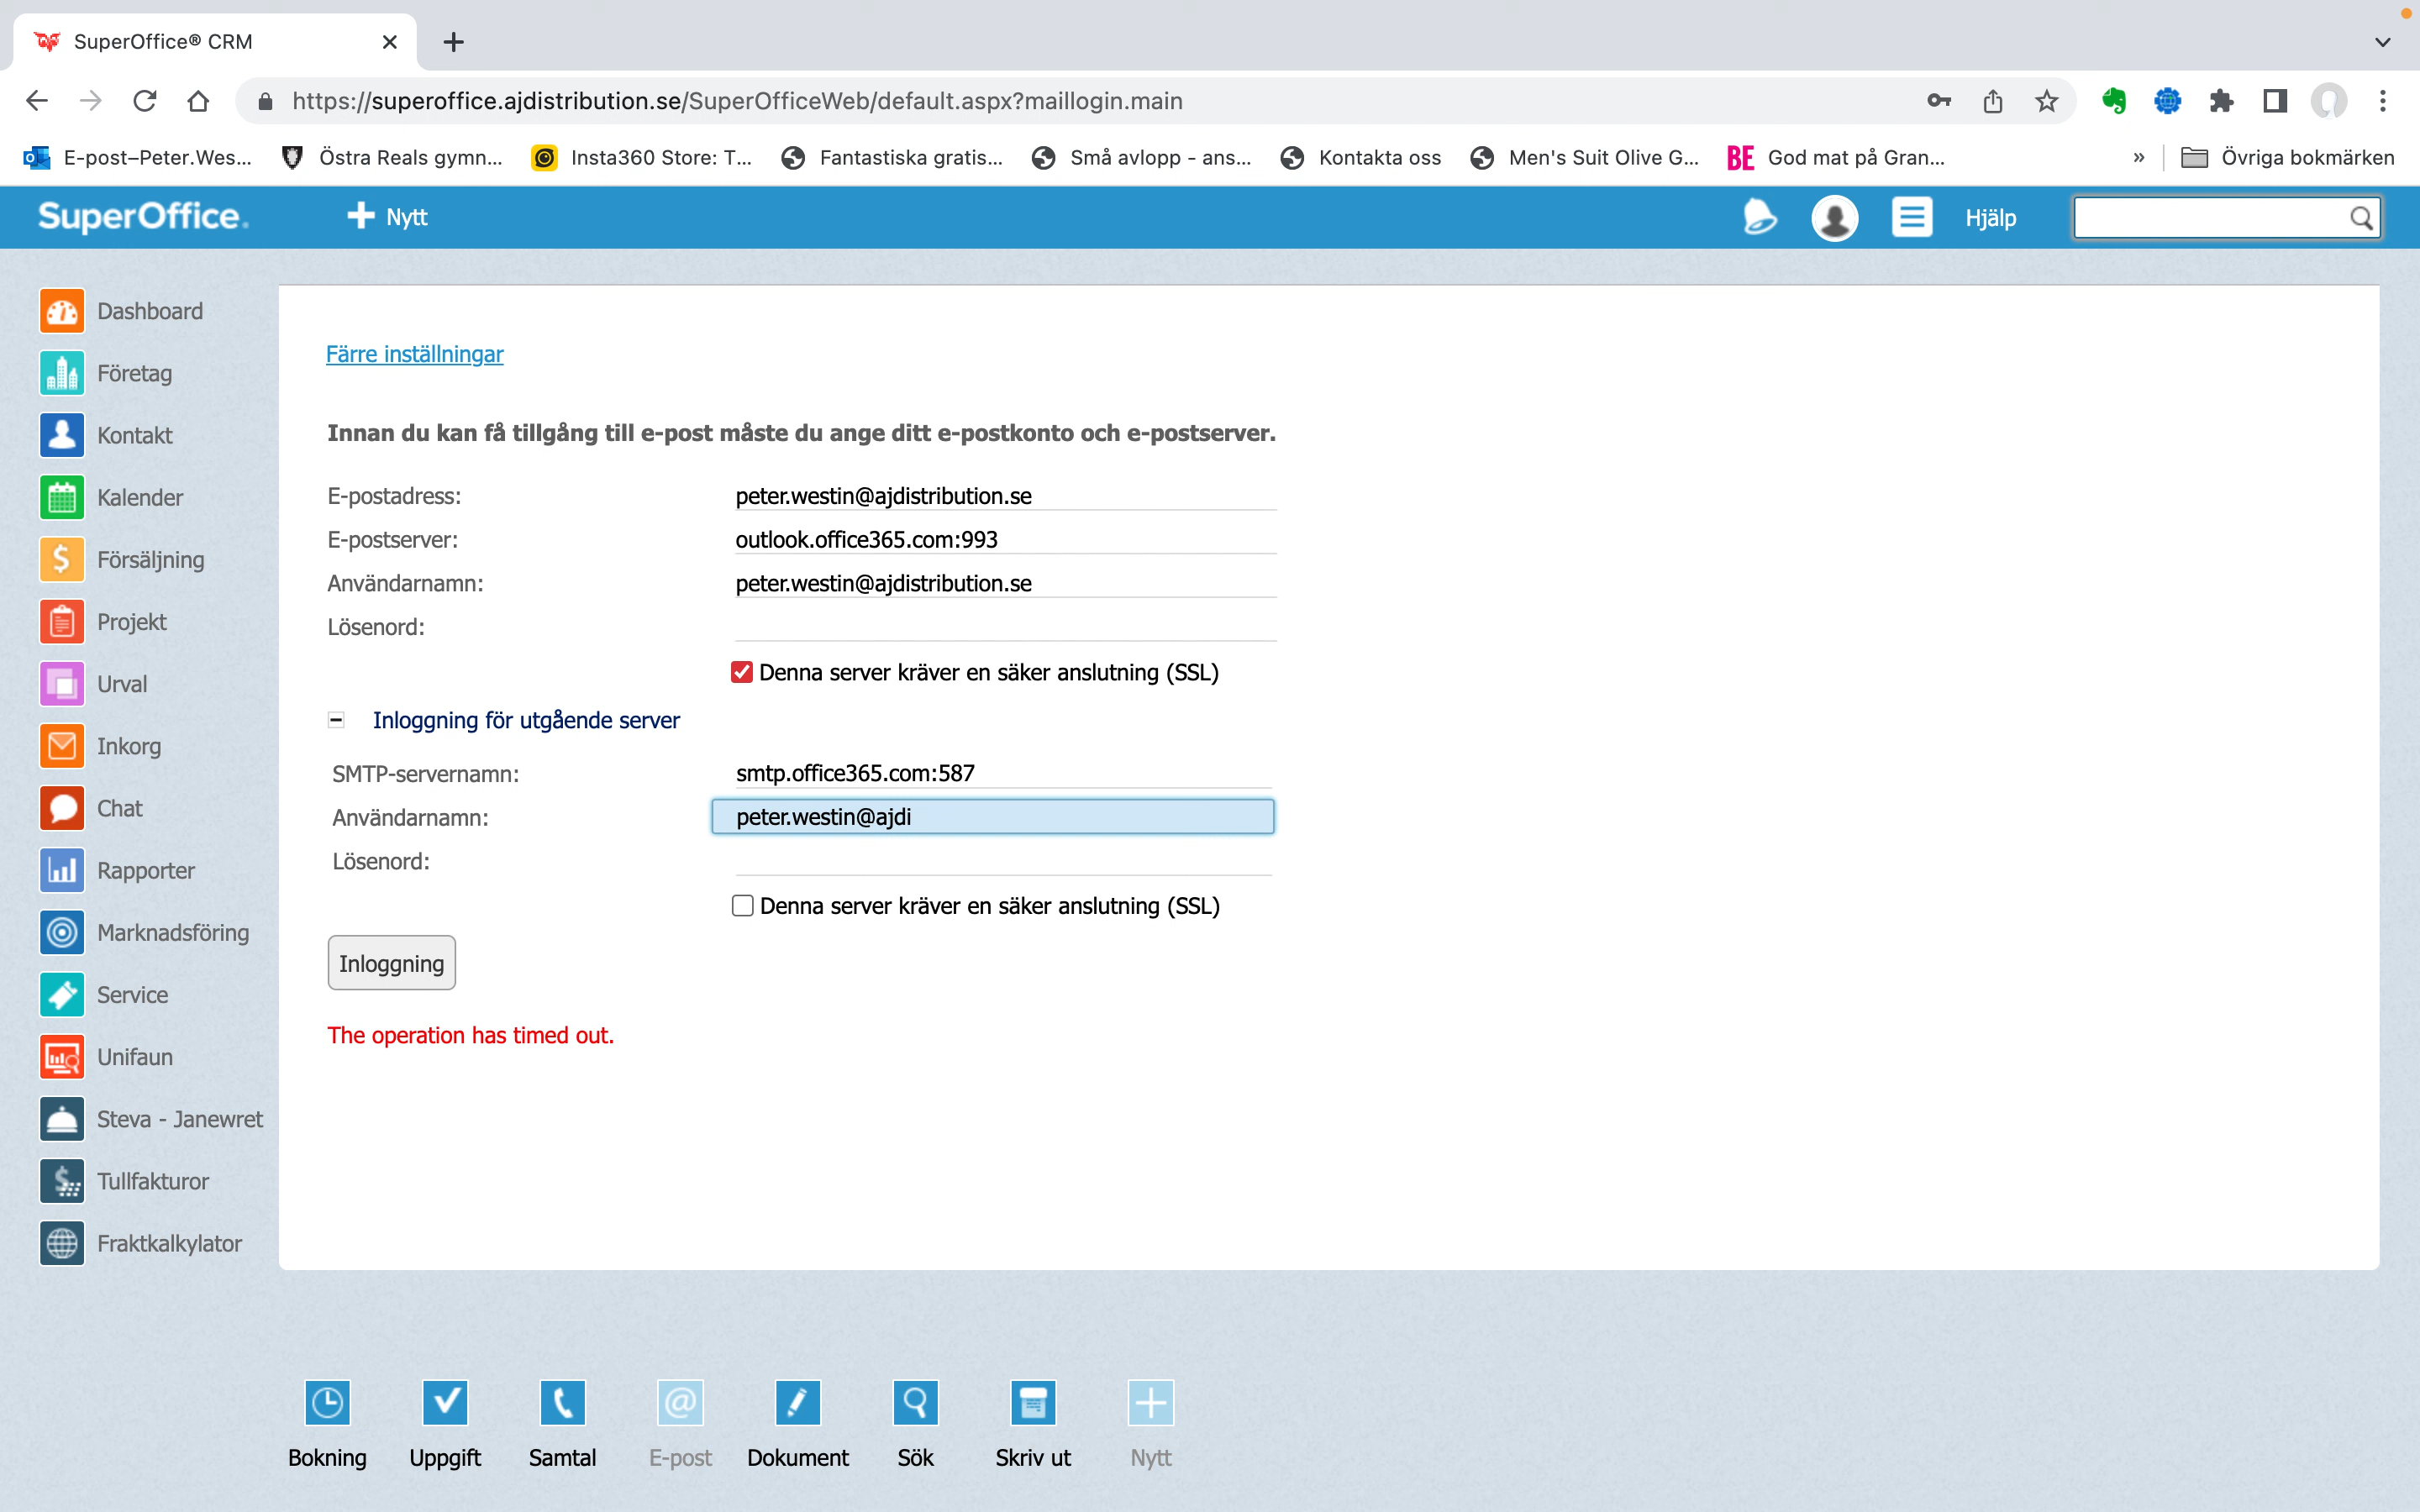 SuperOffice® CRM
https://superoffice.ajdistribution.se/SuperOfficeWeb/default.aspx?maillogin.main
E-post–Peter.Wes...
Östra Reals gymn...
Insta360 Store: T...
Fantastiska gratis...
Små avlopp - ans...
Kontakta oss
Men's Suit Olive G...
BE God mat på Gran...
»
Övriga bokmärken
SuperOffice.
Nytt
Hjälp
Dashboard
Företag
Kontakt
Kalender
Försäljning
Projekt
Urval
Inkorg
Chat
Rapporter
Marknadsföring
Service
Unifaun
Steva - Janewret
Tullfakturor
Fraktkalkylator
Färre inställningar
Innan du kan få tillgång till e-post måste du ange ditt e-postkonto och e-postserver.
E-postadress: peter.westin@ajdistribution.se
E-postserver: outlook.office365.com:993
Användarnamn: peter.westin@ajdistribution.se
Lösenord:
Denna server kräver en säker anslutning (SSL)
Inloggning för utgående server
SMTP-servernamn: smtp.office365.com:587
Användarnamn: peter.westin@ajdi
Lösenord:
Denna server kräver en säker anslutning (SSL)
Inloggning
The operation has timed out.
Bokning
Uppgift
Samtal
E-post
Dokument
Sök
Skriv ut
Nytt